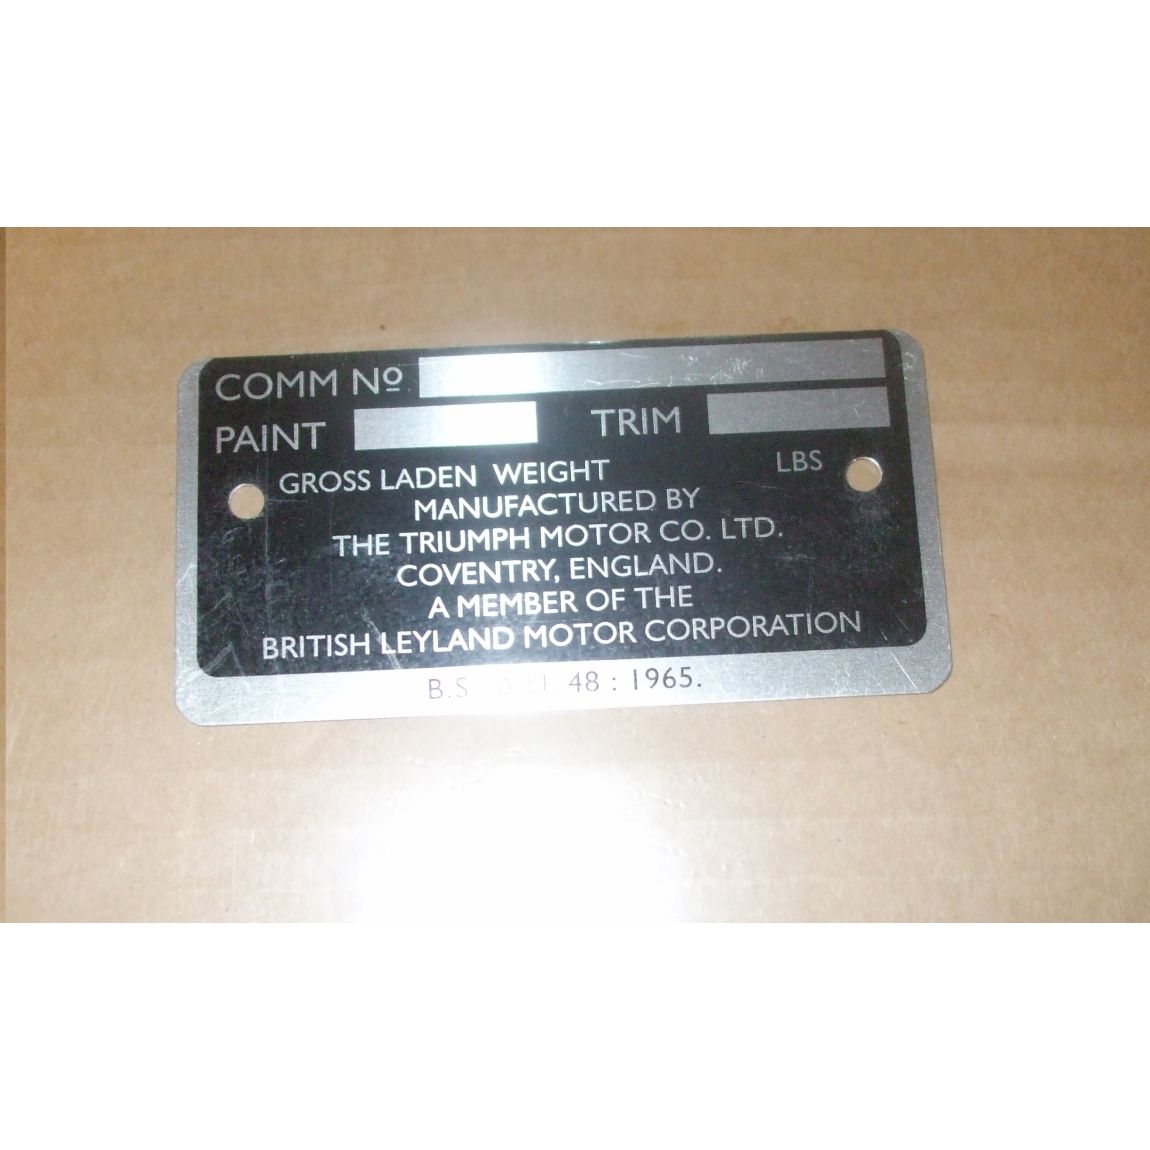 COMM Nº
PAINT TRIM
GROSS LADEN WEIGHT LBS
MANUFACTURED BY
THE TRIUMPH MOTOR CO. LTD.
COVENTRY, ENGLAND.
A MEMBER OF THE
BRITISH LEYLAND MOTOR CORPORATION
B.S A.U. 48 : 1965.